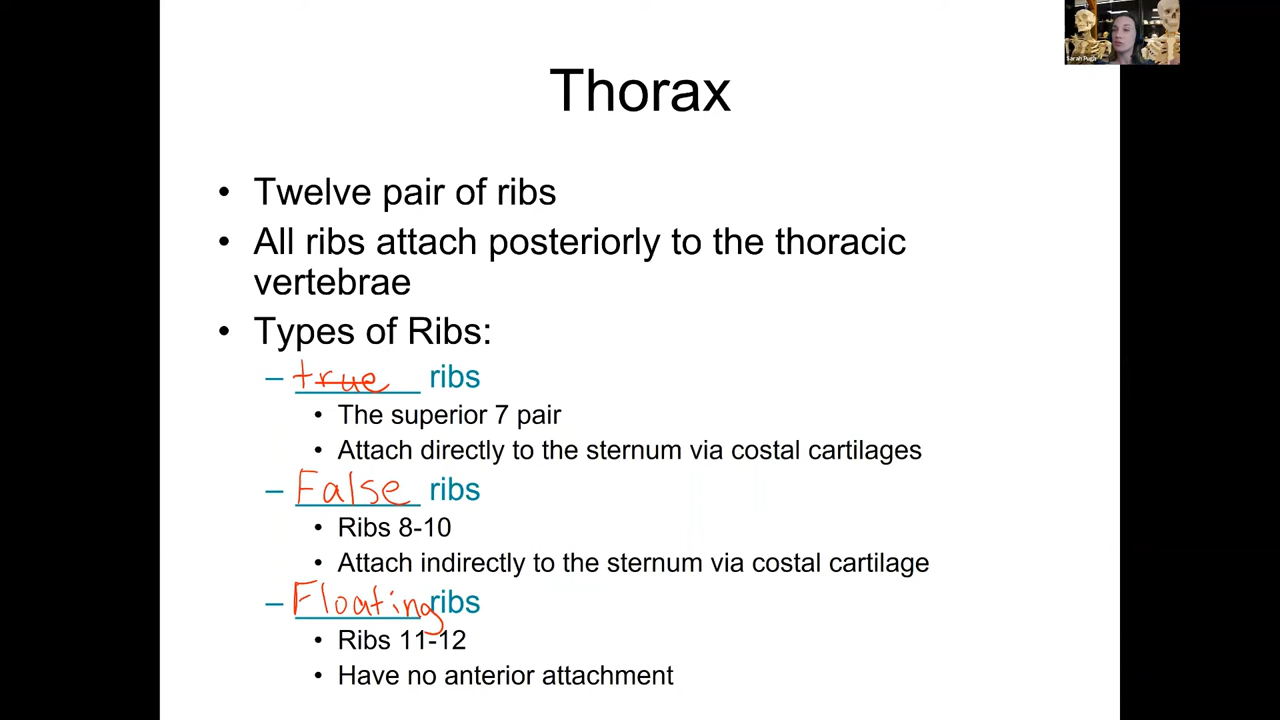 Sarah Pugh
Thorax
• Twelve pair of ribs
• All ribs attach posteriorly to the thoracic
vertebrae
• Types of Ribs:
– true ribs
• The superior 7 pair
• Attach directly to the sternum via costal cartilages
– False ribs
• Ribs 8-10
• Attach indirectly to the sternum via costal cartilage
– Floating ribs
• Ribs 11-12
• Have no anterior attachment